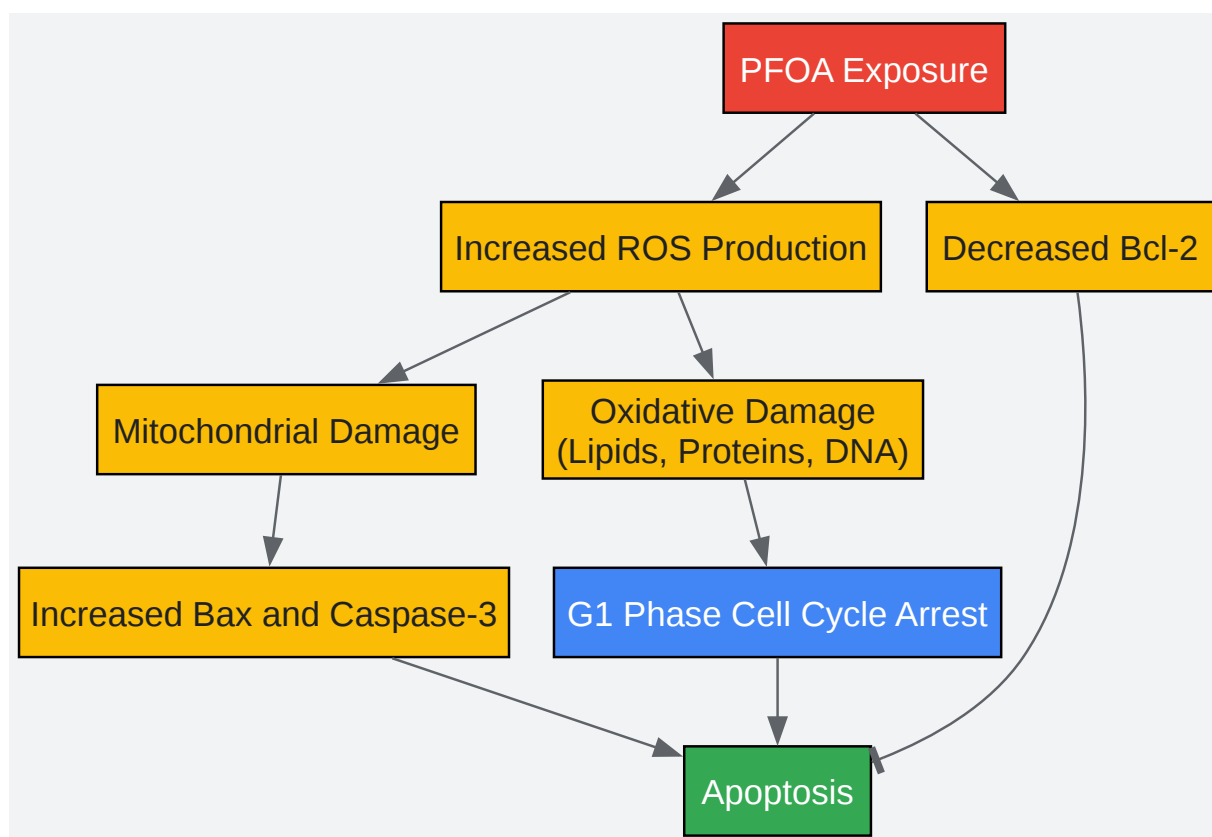 PFOA Exposure
Increased ROS Production
Decreased Bcl-2
Mitochondrial Damage
Oxidative Damage
(Lipids, Proteins, DNA)
Increased Bax and Caspase-3
G1 Phase Cell Cycle Arrest
Apoptosis